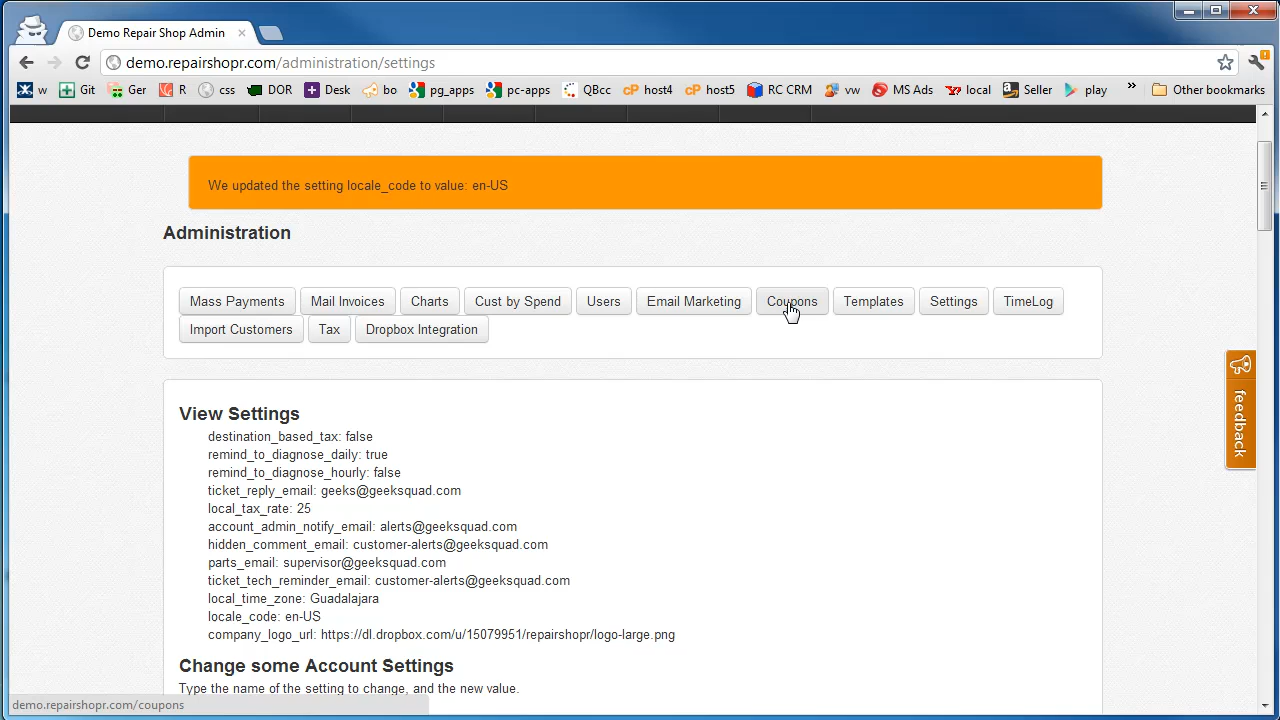 Demo Repair Shop Admin
demo.repairshopr.com/administration/settings
w Git Ger R css DOR Desk bo pg_apps pc-apps QBcc host4 host5 RC CRM vw MS Ads local Seller play » Other bookmarks
We updated the setting locale_code to value: en-US
Administration
Mass Payments Mail Invoices Charts Cust by Spend Users Email Marketing Coupons Templates Settings TimeLog
Import Customers Tax Dropbox Integration
feedback
View Settings
destination_based_tax: false
remind_to_diagnose_daily: true
remind_to_diagnose_hourly: false
ticket_reply_email: geeks@geeksquad.com
local_tax_rate: 25
account_admin_notify_email: alerts@geeksquad.com
hidden_comment_email: customer-alerts@geeksquad.com
parts_email: supervisor@geeksquad.com
ticket_tech_reminder_email: customer-alerts@geeksquad.com
local_time_zone: Guadalajara
locale_code: en-US
company_logo_url: https://dl.dropbox.com/u/15079951/repairshopr/logo-large.png
Change some Account Settings
Type the name of the setting to change, and the new value.
demo.repairshopr.com/coupons